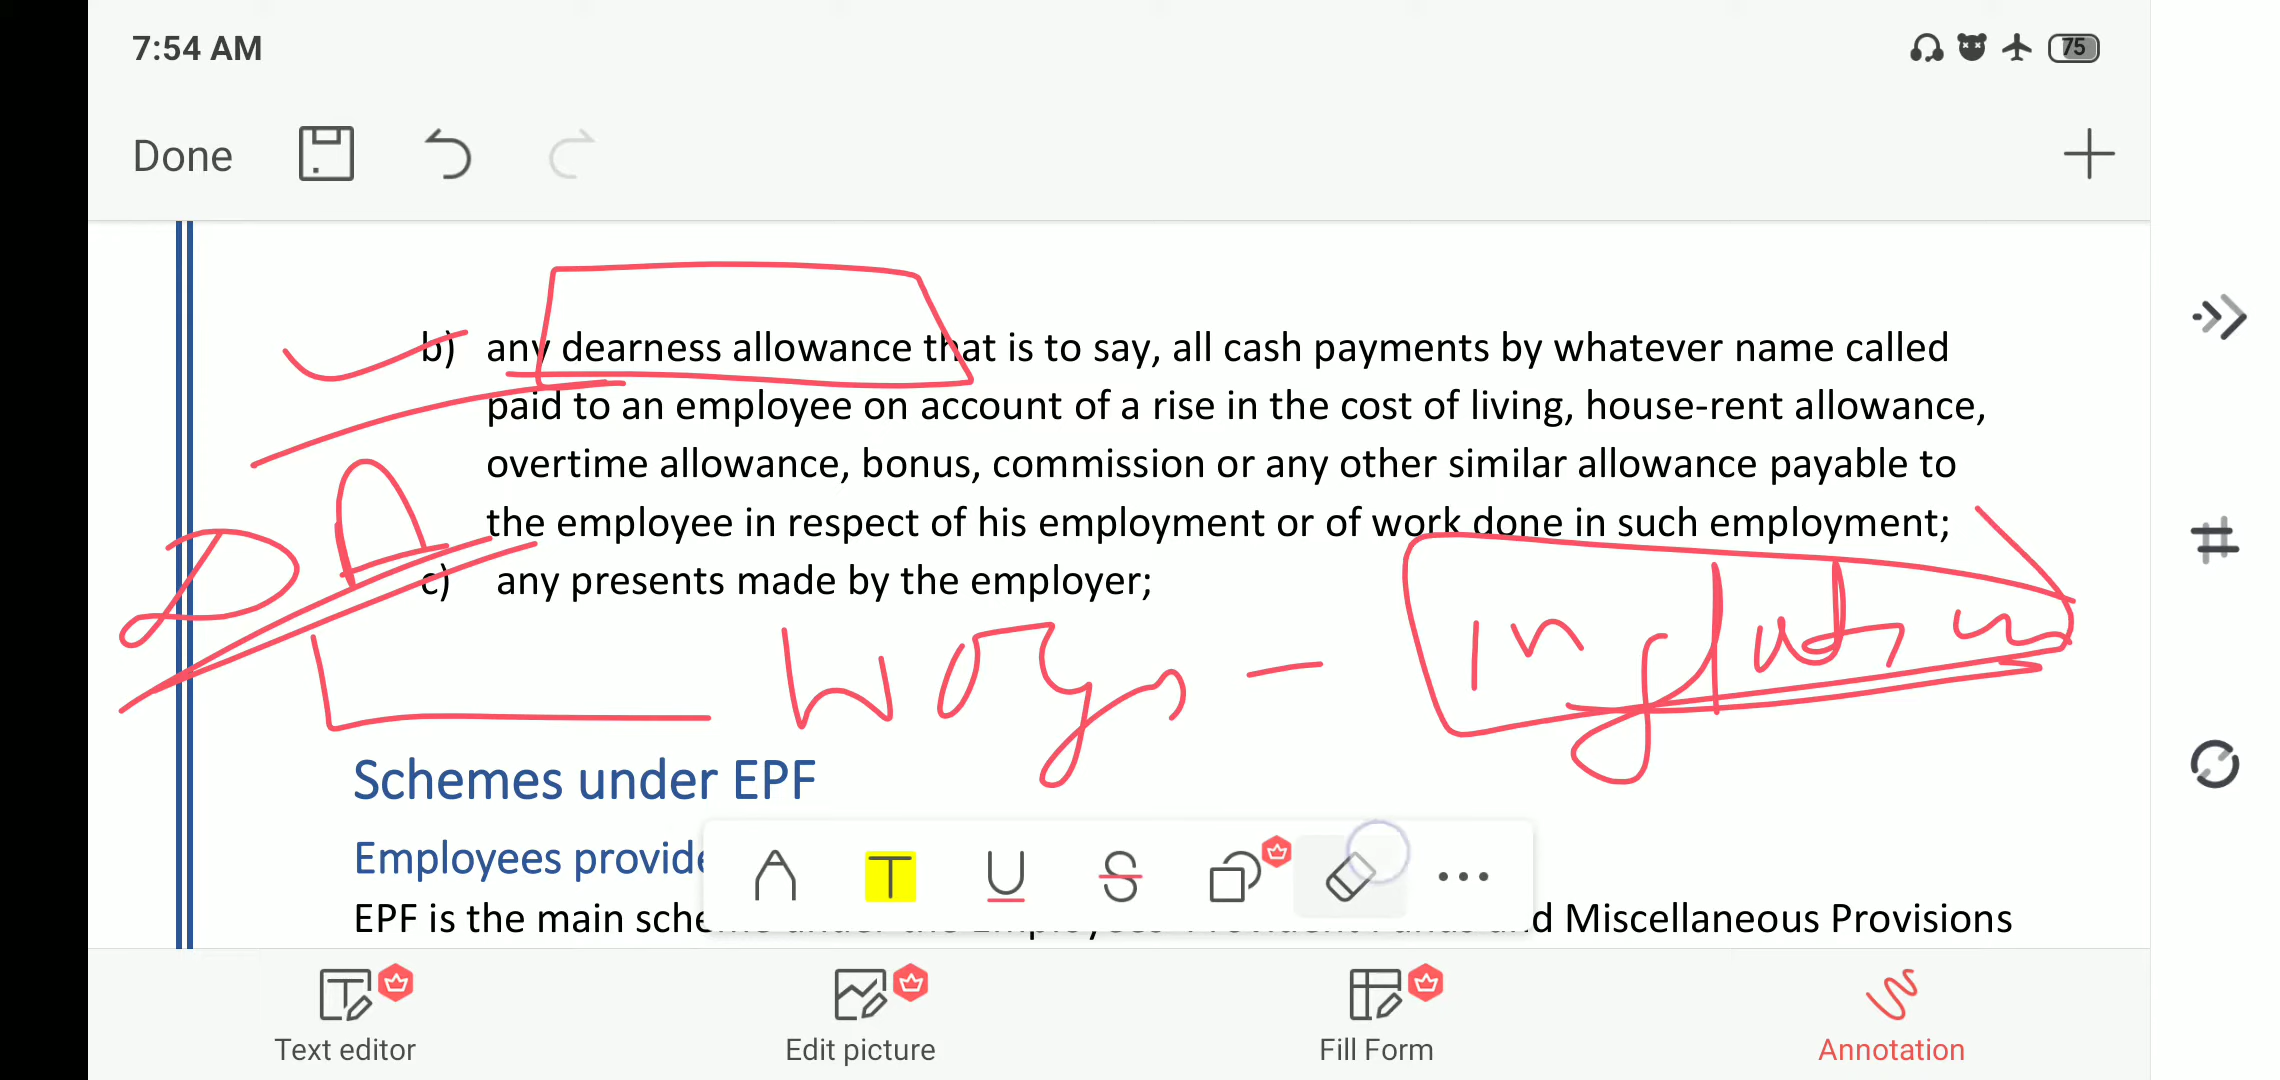 7:54 AM
75
Done
b) any dearness allowance that is to say, all cash payments by whatever name called
paid to an employee on account of a rise in the cost of living, house-rent allowance,
overtime allowance, bonus, commission or any other similar allowance payable to
the employee in respect of his employment or of work done in such employment;
DA
c) any presents made by the employer;
Schemes under EPF
Employees provide
EPF is the main sche d Miscellaneous Provisions
Text editor
Edit picture
Fill Form
Annotation